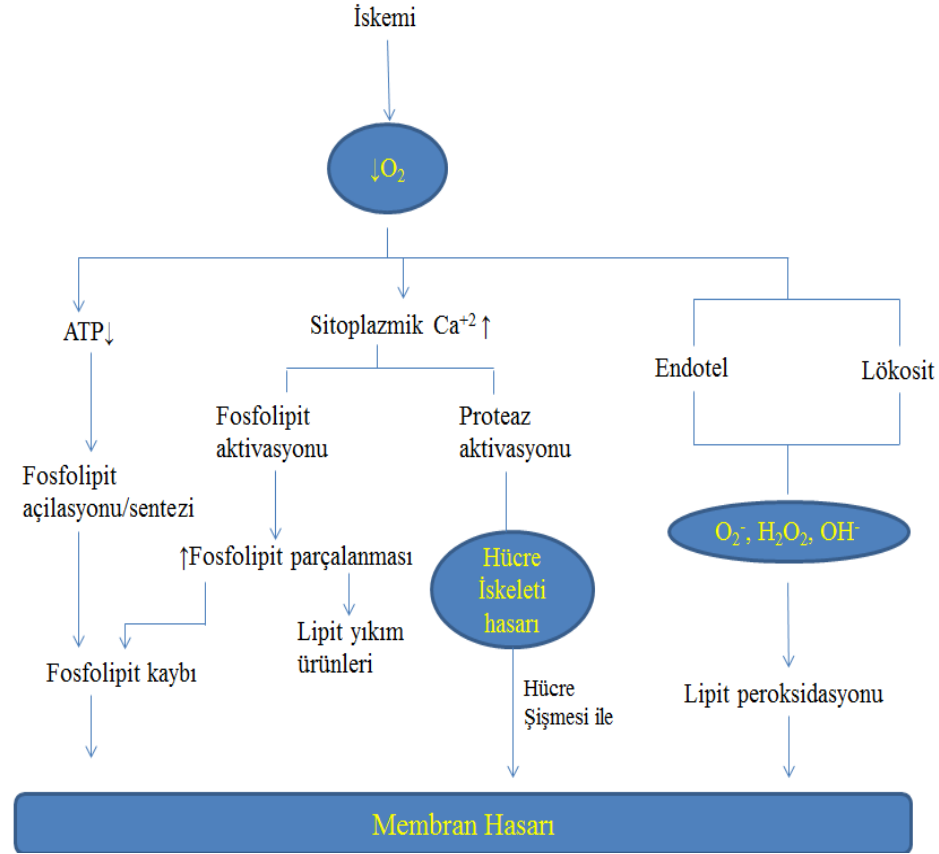 İskemi
↓O₂
ATP↓
Sitoplazmik Ca⁺² ↑
Endotel
Lökosit
Fosfolipit
aktivasyonu
Proteaz
aktivasyonu
Fosfolipit
açilasyonu/sentezi
O₂⁻, H₂O₂, OH⁻
↑Fosfolipit parçalanması
Hücre
İskeleti
hasarı
Lipit yıkım
ürünleri
Fosfolipit kaybı
Hücre
Şişmesi ile
Lipit peroksidasyonu
Membran Hasarı